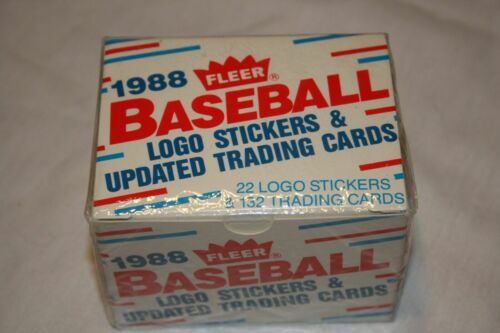 1988 FLEER®
BASEBALL
LOGO STICKERS &
UPDATED TRADING CARDS
22 LOGO STICKERS
& 132 TRADING CARDS
1988 FLEER®
BASEBALL
LOGO STICKERS &
UPDATED TRADING CARDS